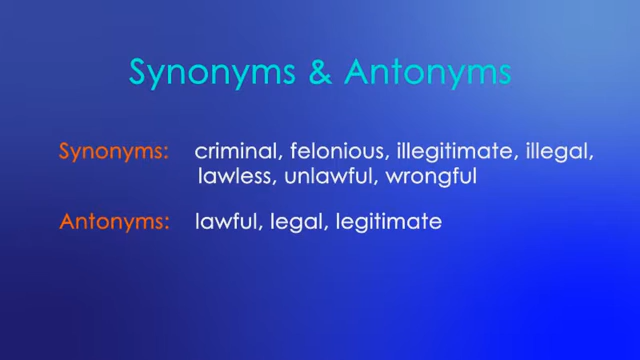 Synonyms & Antonyms
Synonyms: criminal, felonious, illegitimate, illegal,
lawless, unlawful, wrongful
Antonyms: lawful, legal, legitimate